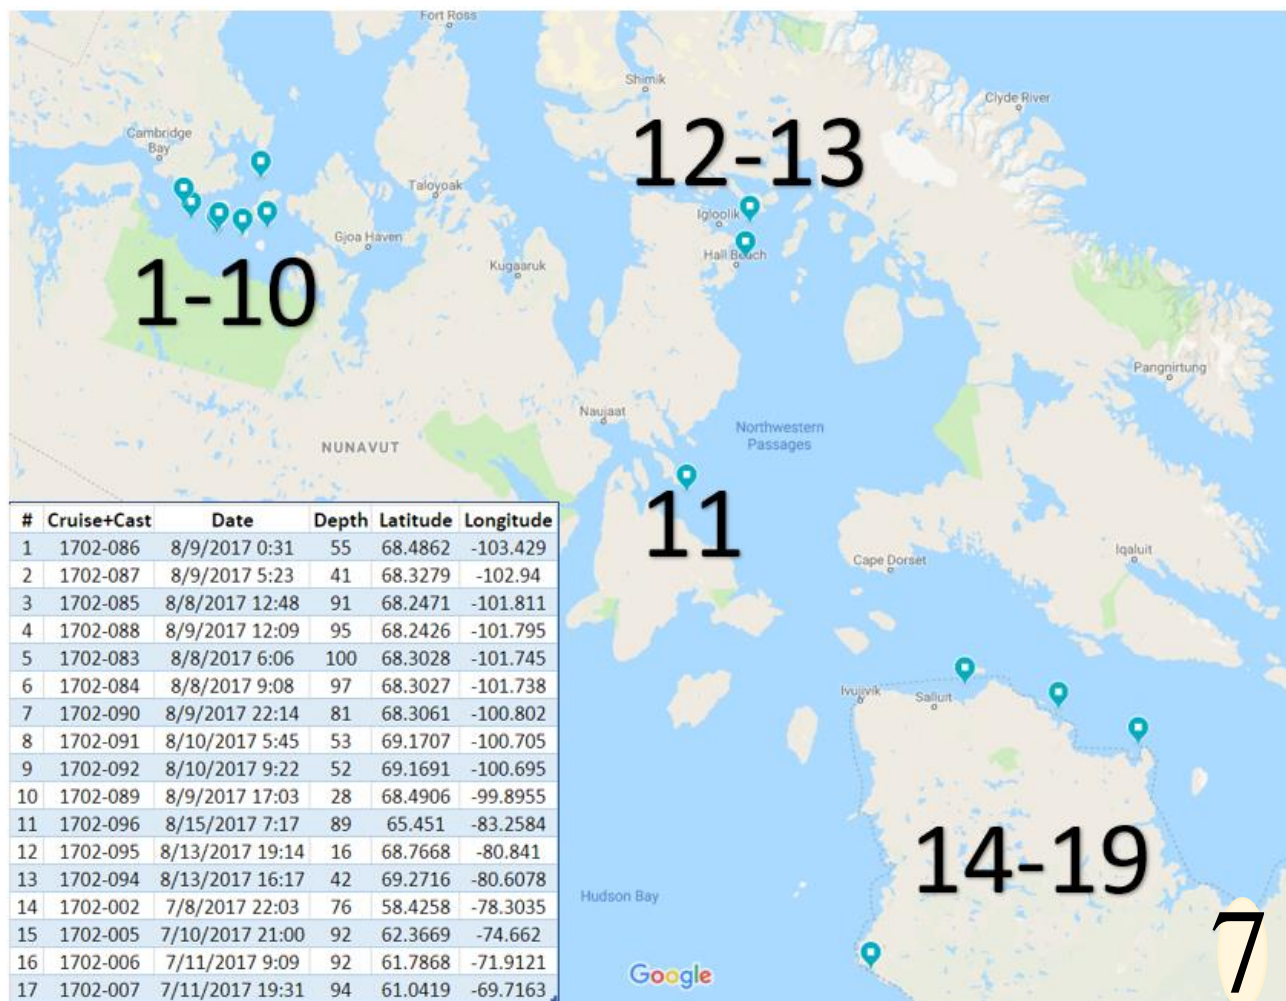 Fort Ross
Shimik
Clyde River
Cambridge
Bay
12-13
Taloyoak
Igloolik
Gjoa Haven
Hall Beach
Kugaaruk
1-10
Pangnirtung
Naujaat
Northwestern
Passages
NUNAVUT
11
Iqaluit
Cape Dorset
Ivujivik
Salluit
14-19
Hudson Bay
Google
7
# Cruise+Cast Date Depth Latitude Longitude
1 1702-086 8/9/2017 0:31 55 68.4862 -103.429
2 1702-087 8/9/2017 5:23 41 68.3279 -102.94
3 1702-085 8/8/2017 12:48 91 68.2471 -101.811
4 1702-088 8/9/2017 12:09 95 68.2426 -101.795
5 1702-083 8/8/2017 6:06 100 68.3028 -101.745
6 1702-084 8/8/2017 9:08 97 68.3027 -101.738
7 1702-090 8/9/2017 22:14 81 68.3061 -100.802
8 1702-091 8/10/2017 5:45 53 69.1707 -100.705
9 1702-092 8/10/2017 9:22 52 69.1691 -100.695
10 1702-089 8/9/2017 17:03 28 68.4906 -99.8955
11 1702-096 8/15/2017 7:17 89 65.451 -83.2584
12 1702-095 8/13/2017 19:14 16 68.7668 -80.841
13 1702-094 8/13/2017 16:17 42 69.2716 -80.6078
14 1702-002 7/8/2017 22:03 76 58.4258 -78.3035
15 1702-005 7/10/2017 21:00 92 62.3669 -74.662
16 1702-006 7/11/2017 9:09 92 61.7868 -71.9121
17 1702-007 7/11/2017 19:31 94 61.0419 -69.7163